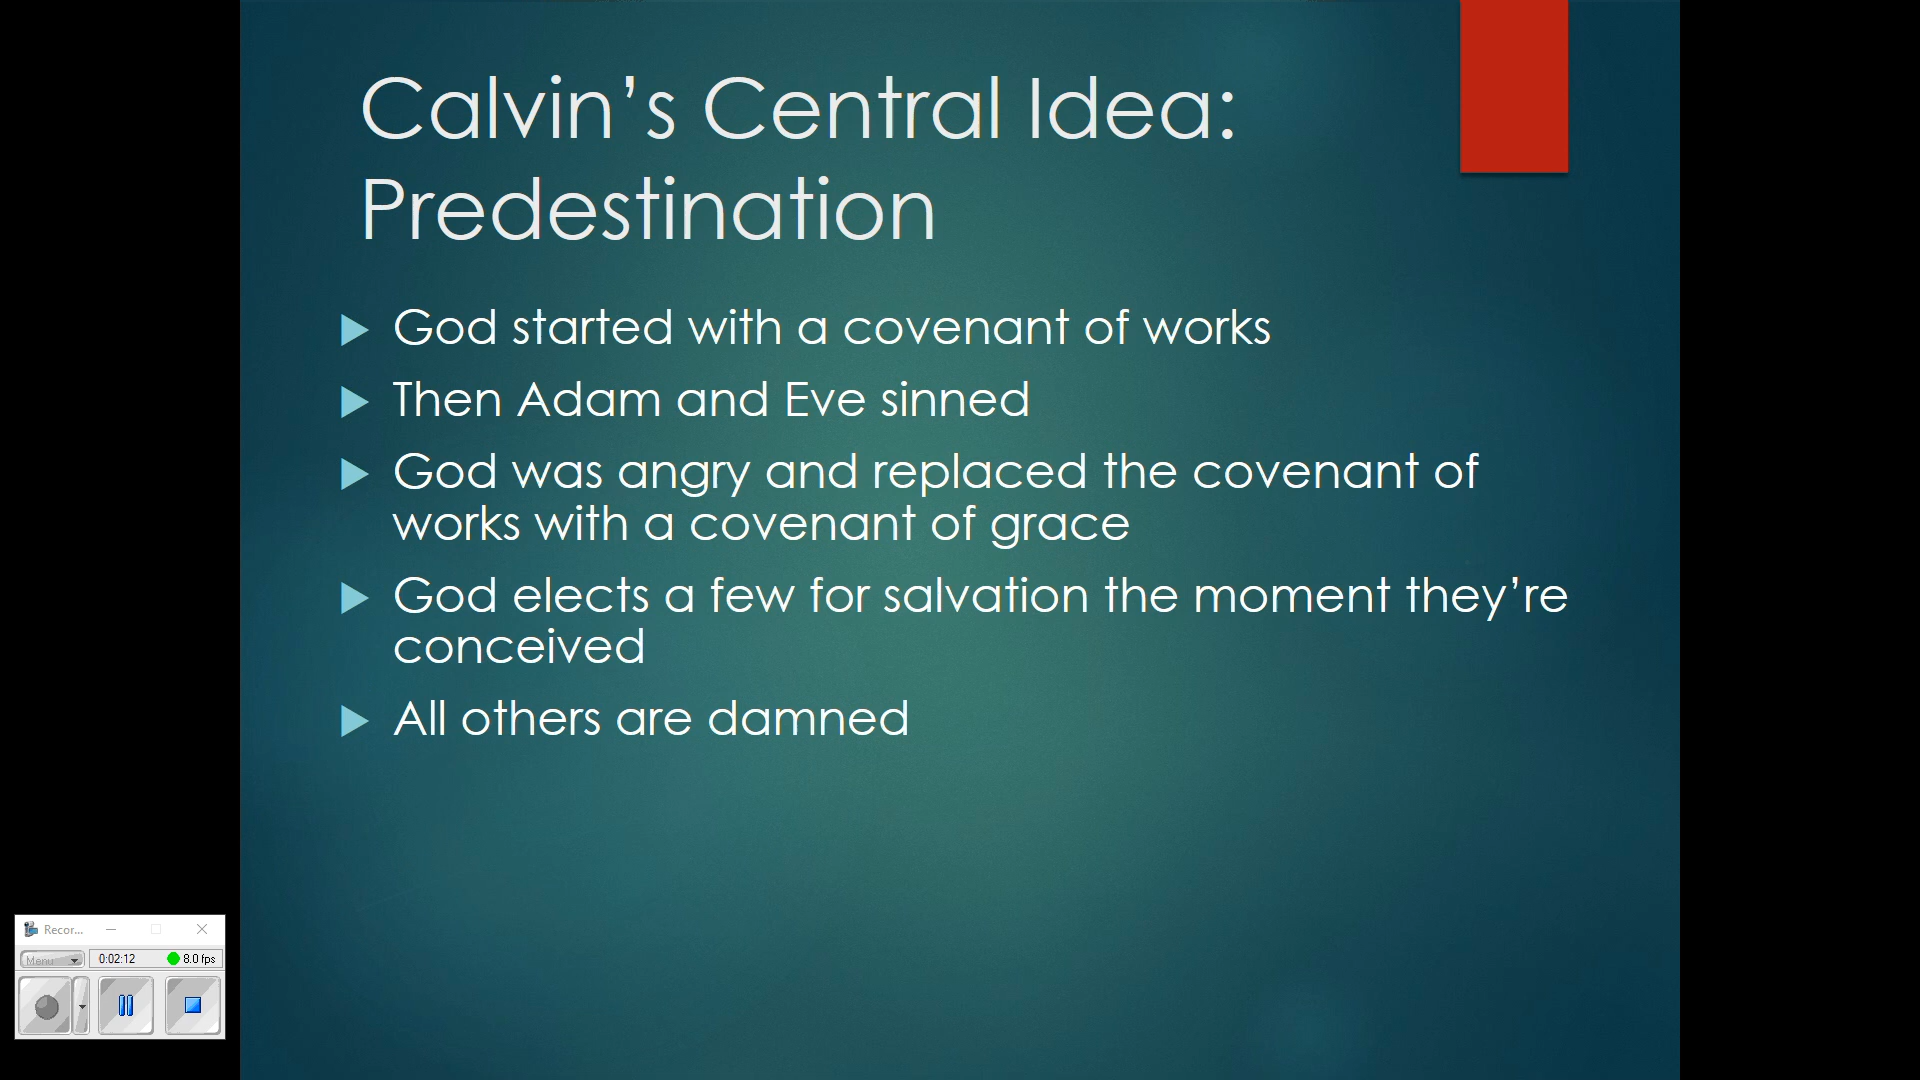 Calvin’s Central Idea:
Predestination
God started with a covenant of works
Then Adam and Eve sinned
God was angry and replaced the covenant of
works with a covenant of grace
God elects a few for salvation the moment they’re
conceived
All others are damned
Recor...
Menu
0:02:12
8.0 fps